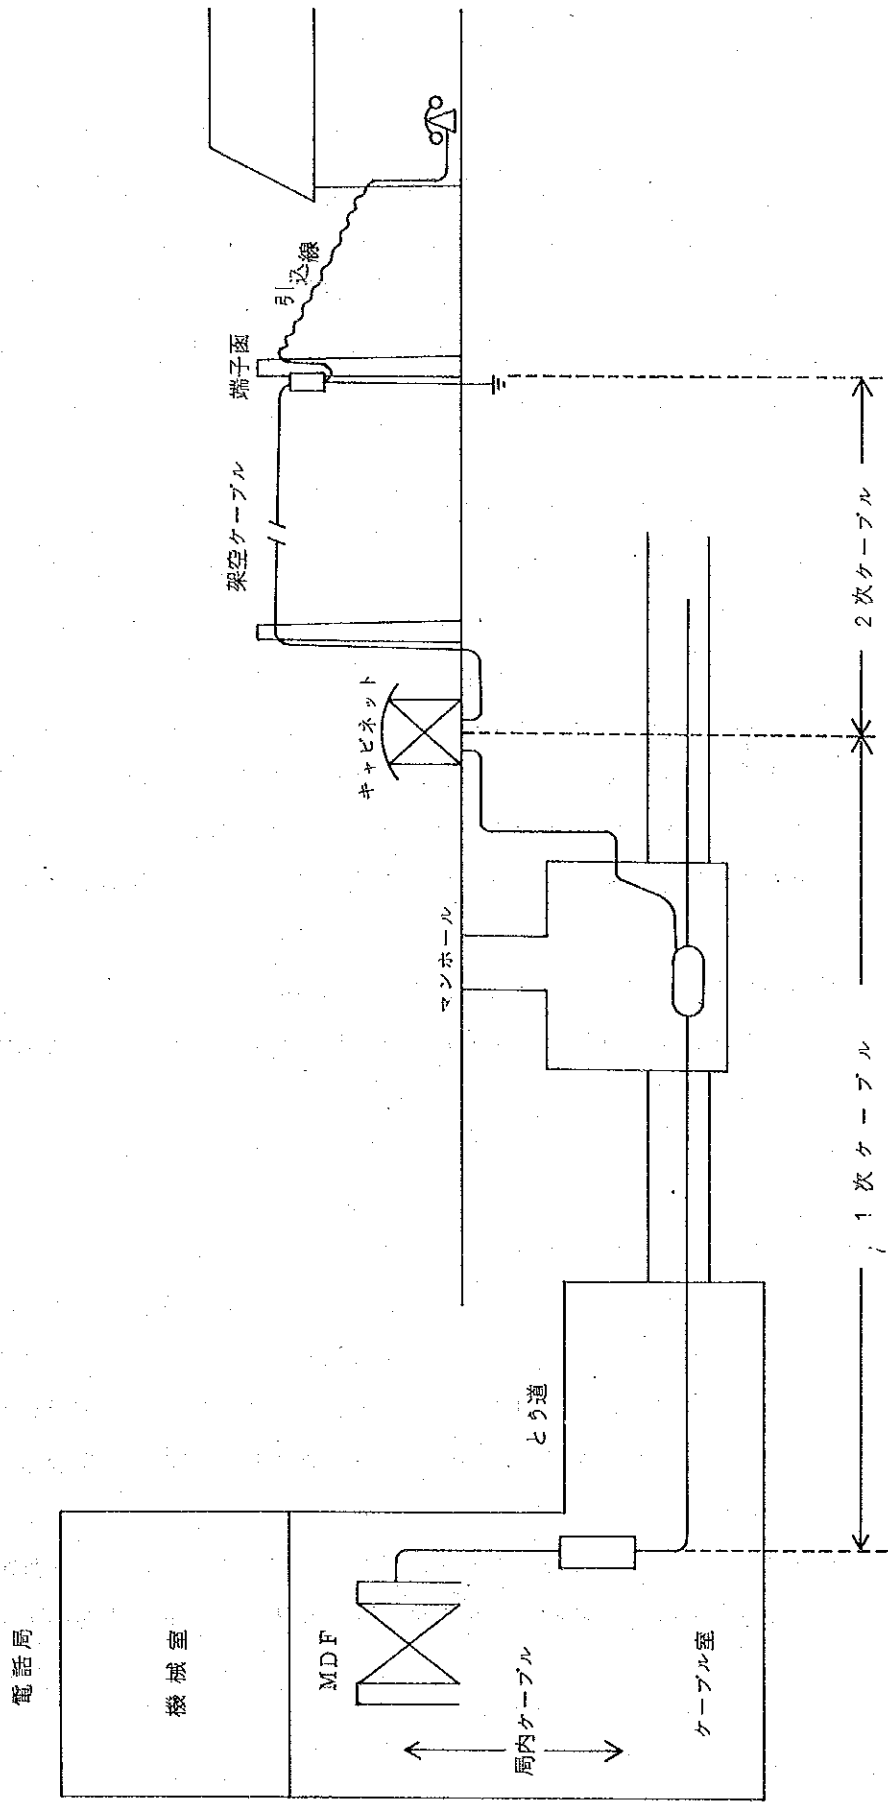 電話局
機械室
MDF
局内ケーブル
ケーブル室
とう道
マンホール
キャビネット
架空ケーブル
端子函
引込線
1次ケーブル
2次ケーブル